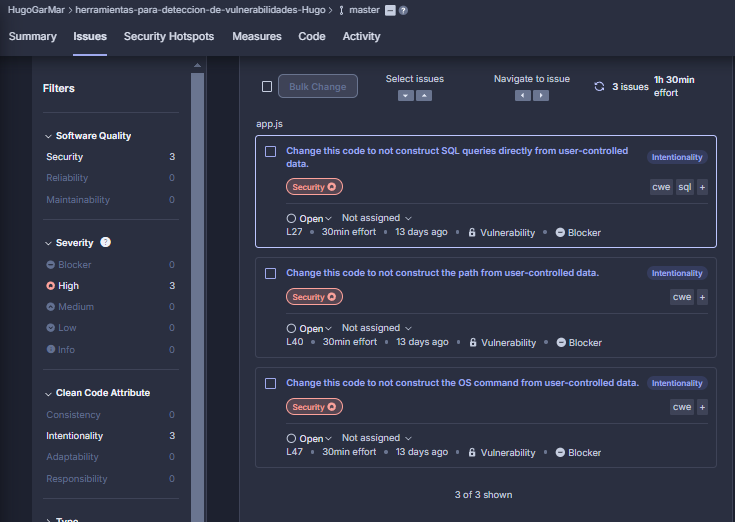 HugoGarMar > herramientas-para-deteccion-de-vulnerabilidades-Hugo > master ?
Summary Issues Security Hotspots Measures Code Activity
Filters
Software Quality
Security 3
Reliability 0
Maintainability 0
Severity ?
Blocker 0
High 3
Medium 0
Low 0
Info 0
Clean Code Attribute
Consistency 0
Intentionality 3
Adaptability 0
Responsibility 0
Type
Bulk Change
Select issues
Navigate to issue
3 issues
1h 30min
effort
app.js
Change this code to not construct SQL queries directly from user-controlled
data.
Intentionality
Security
cwe sql +
Open Not assigned
L27 • 30min effort • 13 days ago • Vulnerability • Blocker
Change this code to not construct the path from user-controlled data.
Intentionality
Security
cwe +
Open Not assigned
L40 • 30min effort • 13 days ago • Vulnerability • Blocker
Change this code to not construct the OS command from user-controlled data.
Intentionality
Security
cwe +
Open Not assigned
L47 • 30min effort • 13 days ago • Vulnerability • Blocker
3 of 3 shown